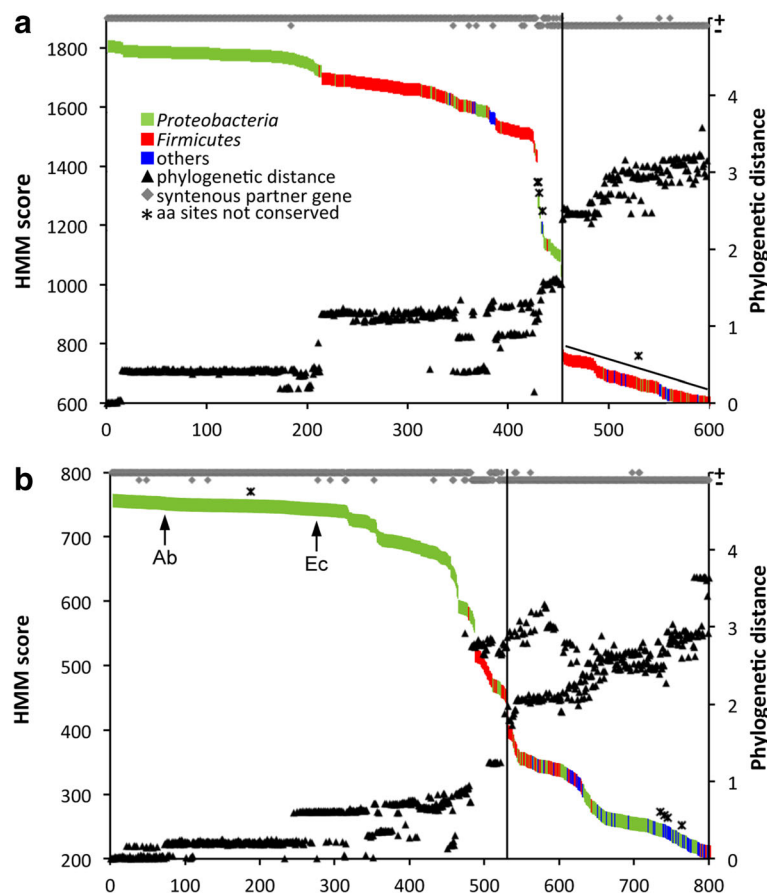 a
1800
1600
1400
1200
1000
800
600
HMM score
Proteobacteria
Firmicutes
others
phylogenetic distance
syntenous partner gene
aa sites not conserved
+
-
4
3
2
1
0
Phylogenetic distance
0 100 200 300 400 500 600
b
800
700
600
500
400
300
200
HMM score
Ab
Ec
+
-
4
3
2
1
0
Phylogenetic distance
0 100 200 300 400 500 600 700 800